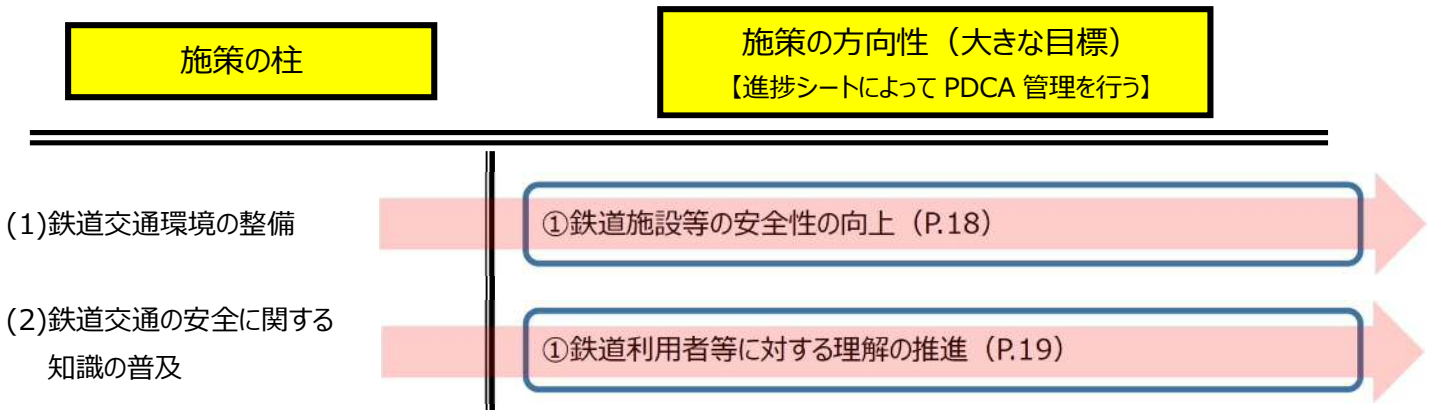 施策の柱
施策の方向性（大きな目標）
【進捗シートによって PDCA 管理を行う】
(1)鉄道交通環境の整備
①鉄道施設等の安全性の向上（P.18）
(2)鉄道交通の安全に関する
知識の普及
①鉄道利用者等に対する理解の推進（P.19）